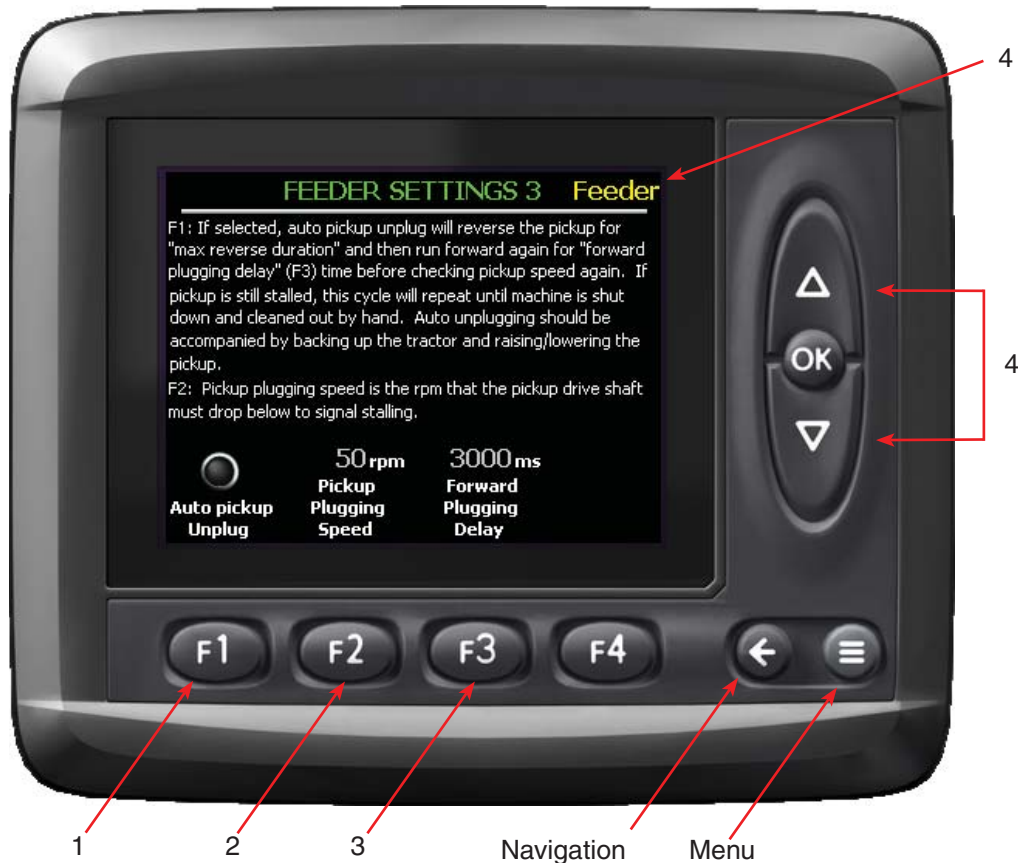 4
FEEDER SETTINGS 3 Feeder
F1: If selected, auto pickup unplug will reverse the pickup for
"max reverse duration" and then run forward again for "forward
plugging delay" (F3) time before checking pickup speed again. If
pickup is still stalled, this cycle will repeat until machine is shut
down and cleaned out by hand. Auto unplugging should be
accompanied by backing up the tractor and raising/lowering the
pickup.
F2: Pickup plugging speed is the rpm that the pickup drive shaft
must drop below to signal stalling.
50 rpm 3000 ms
Auto pickup Unplug
Pickup Plugging Speed
Forward Plugging Delay
OK
4
F1 F2 F3 F4
1 2 3 Navigation Menu